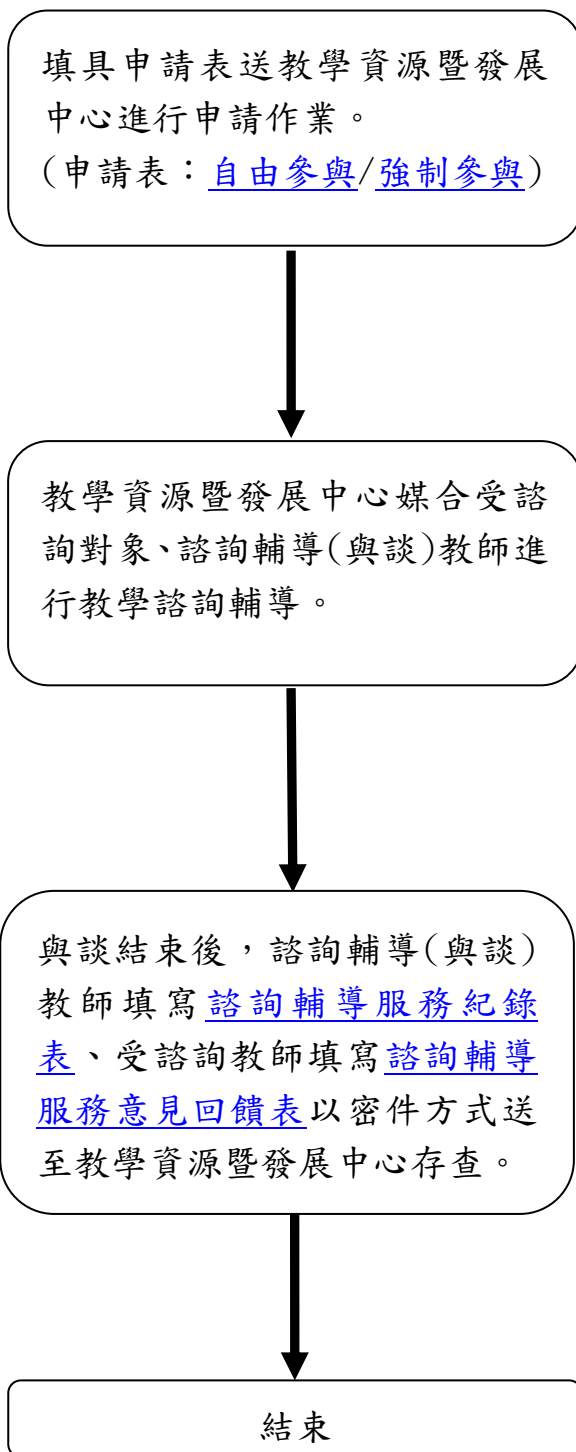 填具申請表送教學資源暨發展
中心進行申請作業。
(申請表：自由參與/強制參與)
教學資源暨發展中心媒合受諮
詢對象、諮詢輔導(與談)教師進
行教學諮詢輔導。
與談結束後，諮詢輔導(與談)
教師填寫諮詢輔導服務紀錄
表、受諮詢教師填寫諮詢輔導
服務意見回饋表以密件方式送
至教學資源暨發展中心存查。
結束